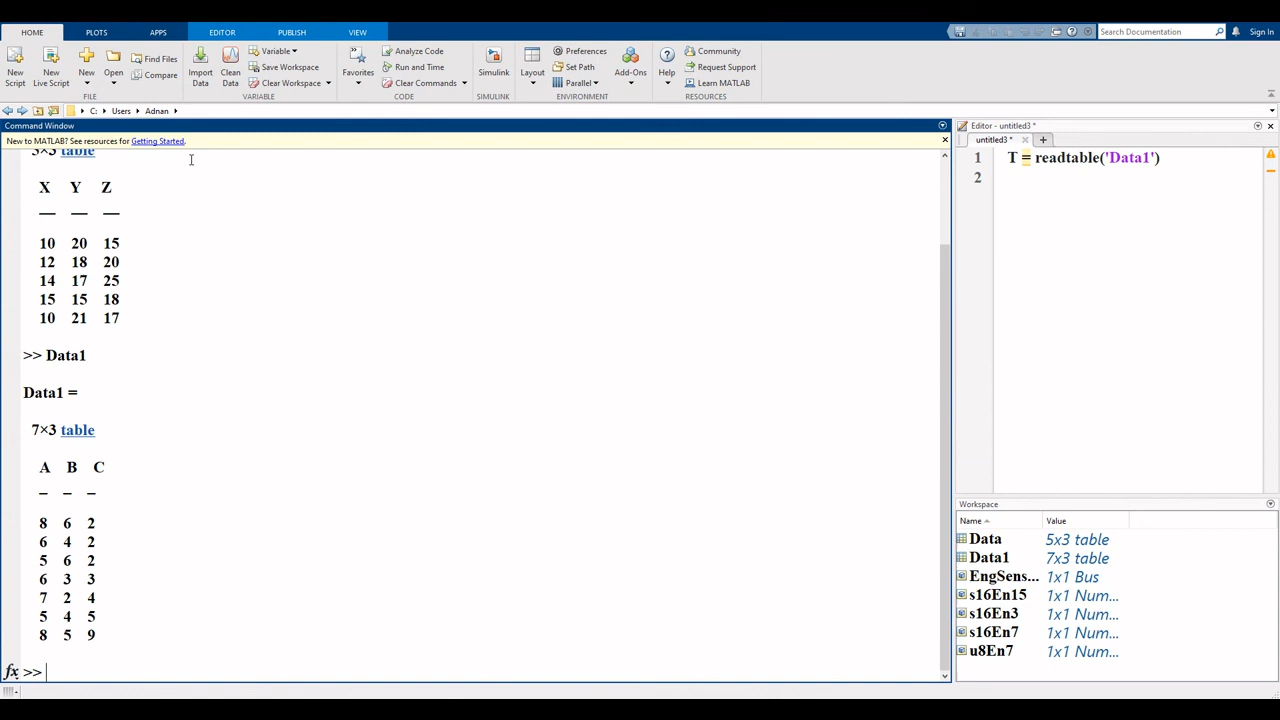 HOME PLOTS APPS EDITOR PUBLISH VIEW Search Documentation Sign In
New Script
New Live Script
New
Open
Find Files
Compare
FILE
Import Data
Clean Data
Variable
Save Workspace
Clear Workspace
VARIABLE
Favorites
Analyze Code
Run and Time
Clear Commands
CODE
Simulink
SIMULINK
Layout
Preferences
Set Path
Parallel
Add-Ons
ENVIRONMENT
Help
Community
Request Support
Learn MATLAB
RESOURCES
C: Users Adnan
Command Window
New to MATLAB? See resources for Getting Started.
5×3 table
X Y Z
10 20 15
12 18 20
14 17 25
15 15 18
10 21 17
>> Data1
Data1 =
7×3 table
A B C
8 6 2
6 4 2
5 6 2
6 3 3
7 2 4
5 4 5
8 5 9
fx >>
Editor - untitled3 *
untitled3 * × +
1 T = readtable('Data1')
2
Workspace
Name Value
Data 5x3 table
Data1 7x3 table
EngSens... 1x1 Bus
s16En15 1x1 Num...
s16En3 1x1 Num...
s16En7 1x1 Num...
u8En7 1x1 Num...